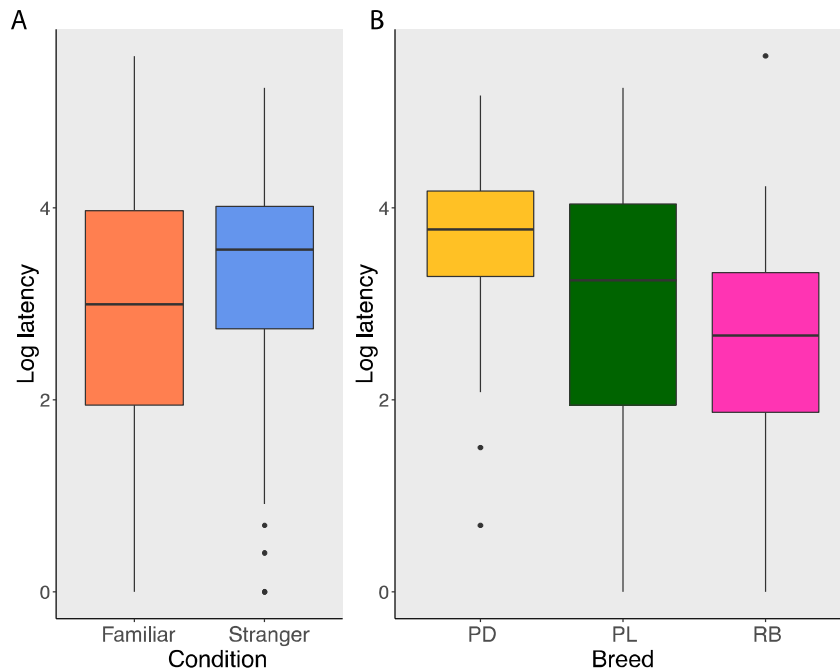 A
Log latency
4
2
0
Familiar
Stranger
Condition
B
Log latency
4
2
0
PD
PL
RB
Breed